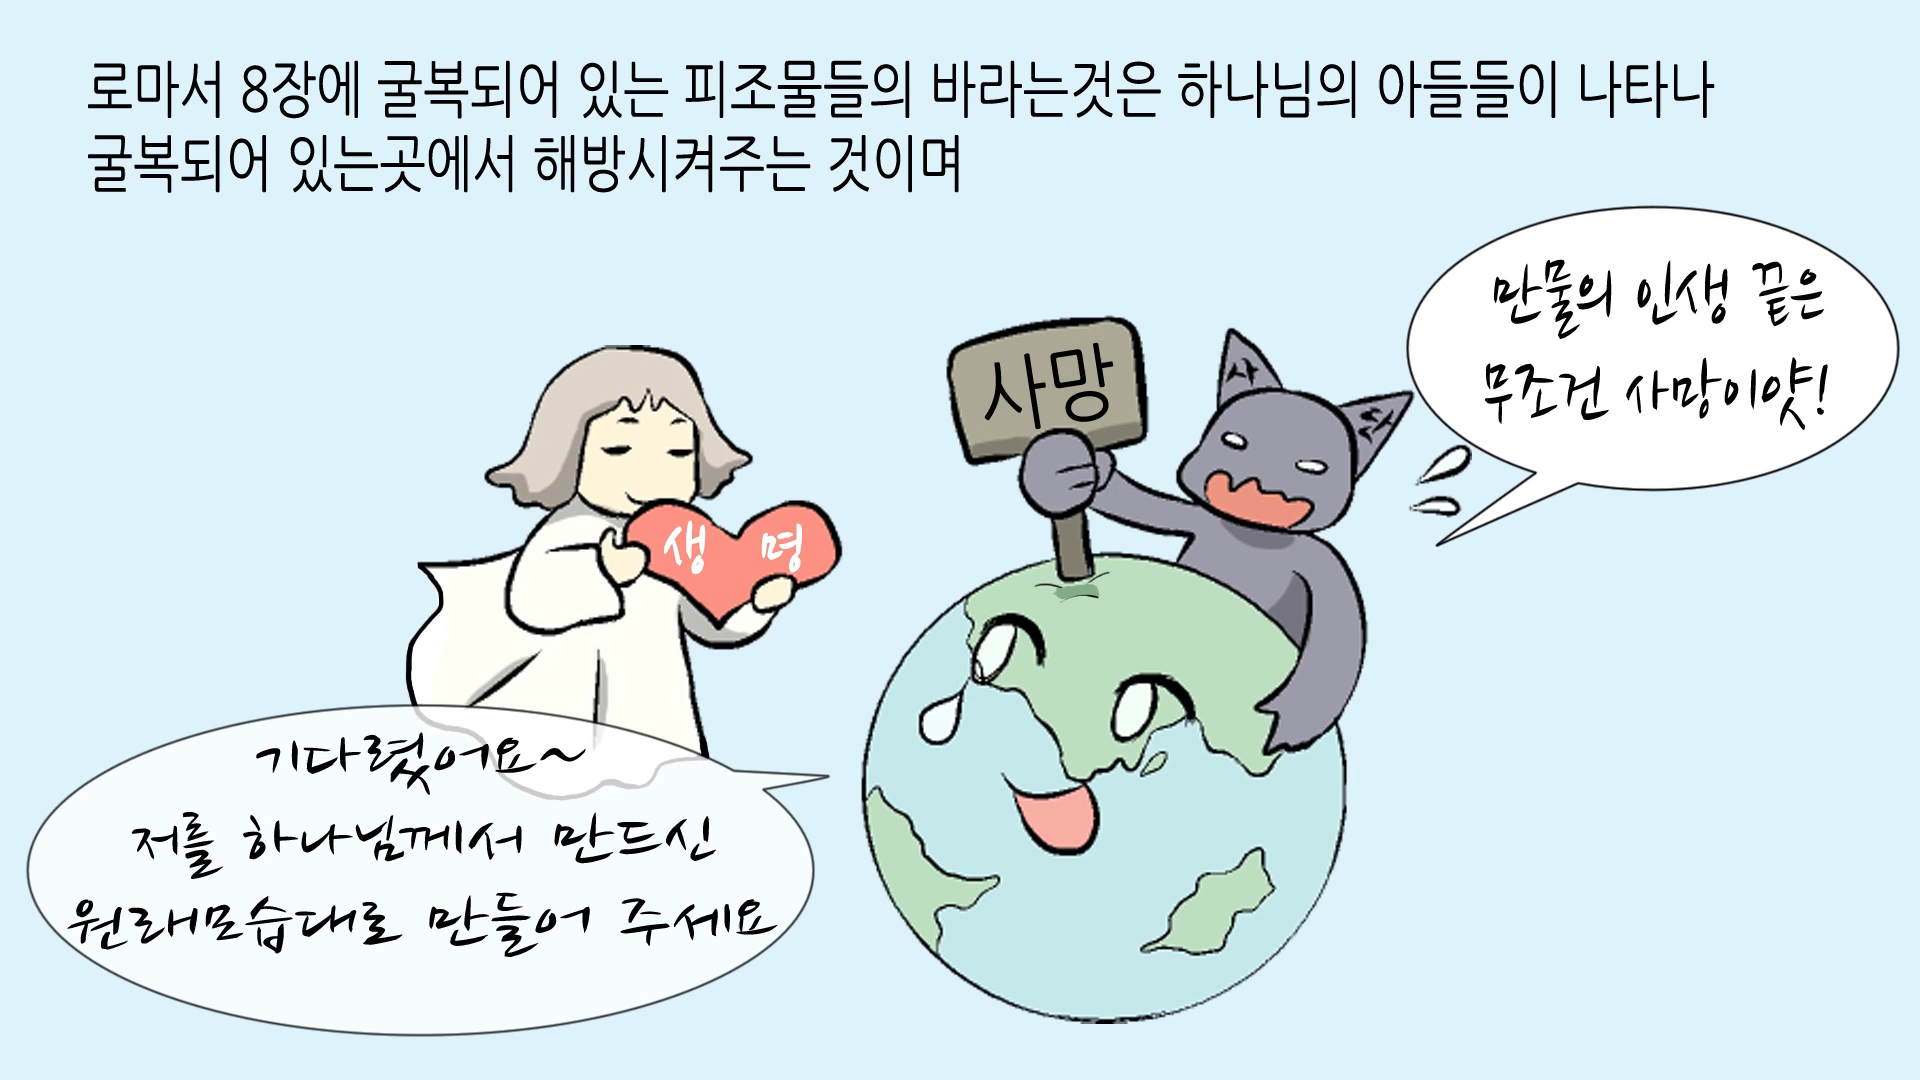 로마서 8장에 굴복되어 있는 피조물들의 바라는것은 하나님의 아들들이 나타나
굴복되어 있는곳에서 해방시켜주는 것이며
만물의 인생 끝은
무조건 사망이얏!
사망
사
사
생 명
기다렸어요~
저를 하나님께서 만드신
원래모습대로 만들어 주세요